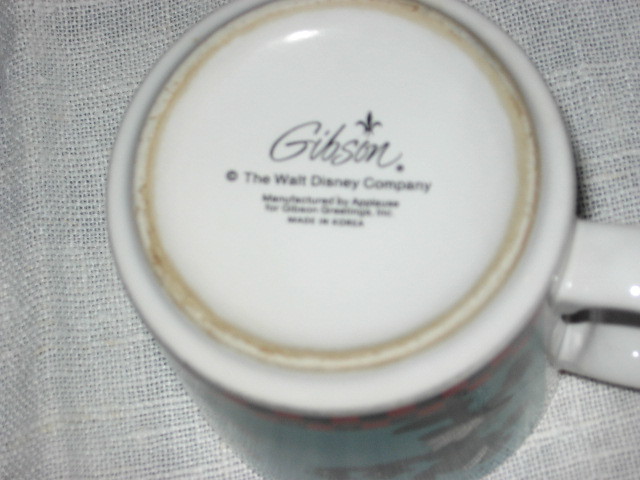 Gibson®
© The Walt Disney Company
Manufactured by Applause
for Gibson Greetings, Inc.
MADE IN KOREA